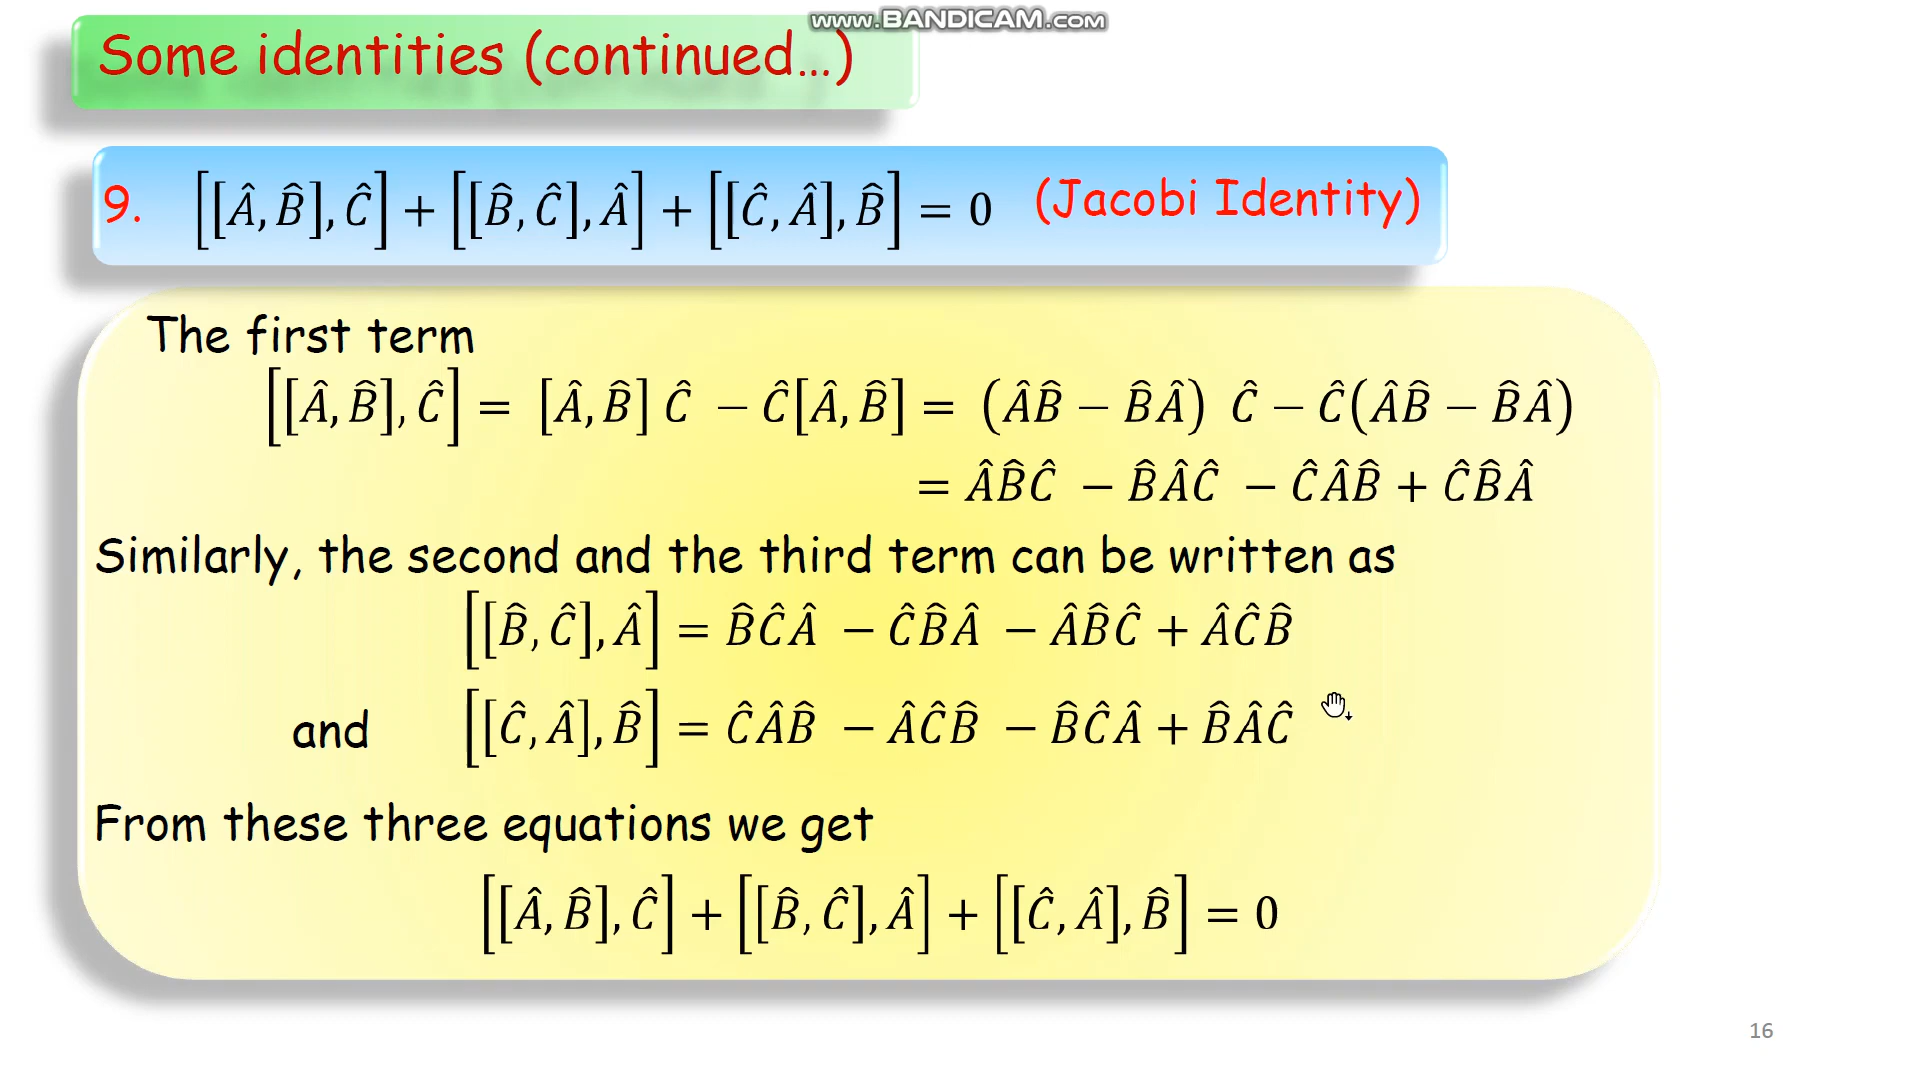 www.BANDICAM.com
Some identities (continued…)
9. [[Â, B̂], Ĉ] + [[B̂, Ĉ], Â] + [[Ĉ, Â], B̂] = 0 (Jacobi Identity)
The first term
[[Â, B̂], Ĉ] = [Â, B̂] Ĉ − Ĉ[Â, B̂] = (ÂB̂ − B̂Â) Ĉ − Ĉ(ÂB̂ − B̂Â)
= ÂB̂Ĉ − B̂ÂĈ − ĈÂB̂ + ĈB̂Â
Similarly, the second and the third term can be written as
[[B̂, Ĉ], Â] = B̂ĈÂ − ĈB̂Â − ÂB̂Ĉ + ÂĈB̂
and [[Ĉ, Â], B̂] = ĈÂB̂ − ÂĈB̂ − B̂ĈÂ + B̂ÂĈ
From these three equations we get
[[Â, B̂], Ĉ] + [[B̂, Ĉ], Â] + [[Ĉ, Â], B̂] = 0
16